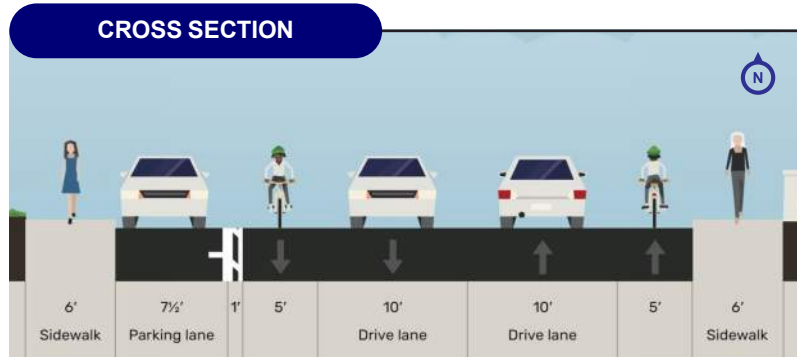 CROSS SECTION
N
6′ 7½′ 1′ 5′ 10′ 10′ 5′ 6′
Sidewalk Parking lane Drive lane Drive lane Sidewalk